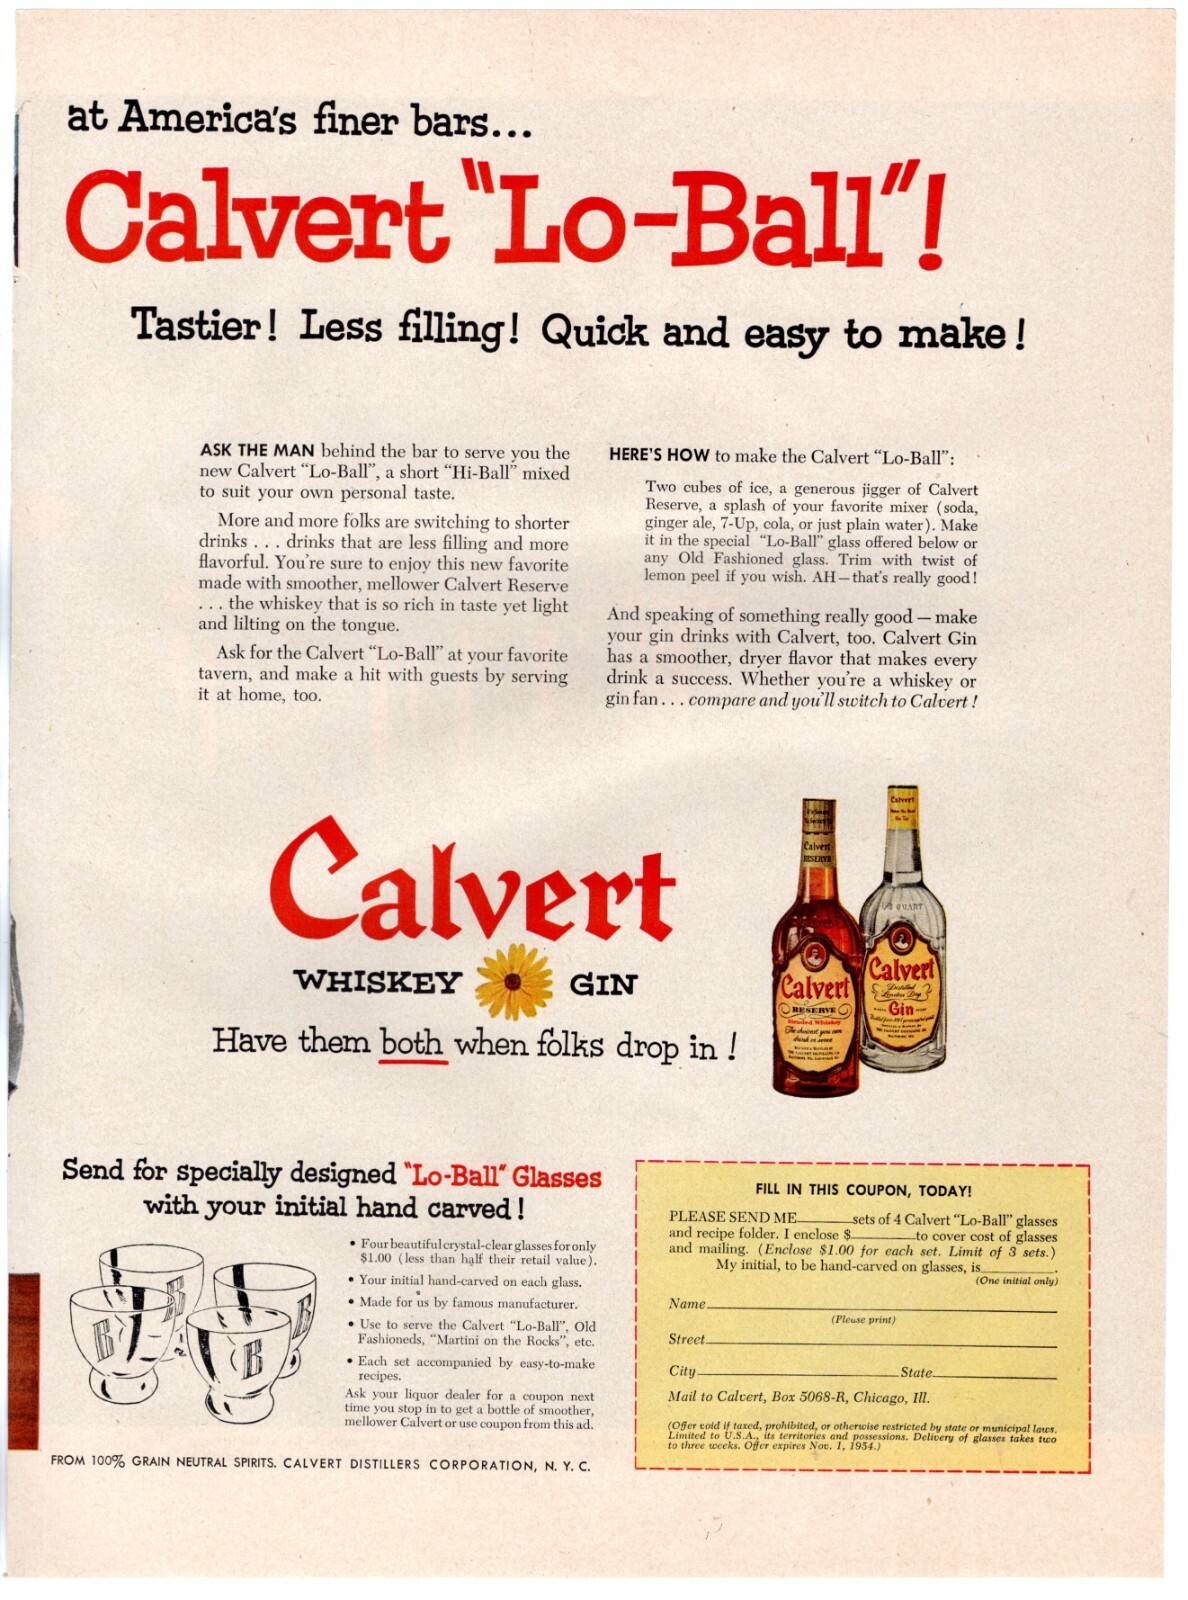 at America's finer bars...
Calvert "Lo-Ball"!
Tastier! Less filling! Quick and easy to make!
ASK THE MAN behind the bar to serve you the
new Calvert "Lo-Ball", a short "Hi-Ball" mixed
to suit your own personal taste.
More and more folks are switching to shorter
drinks . . . drinks that are less filling and more
flavorful. You're sure to enjoy this new favorite
made with smoother, mellower Calvert Reserve
. . . the whiskey that is so rich in taste yet light
and lilting on the tongue.
Ask for the Calvert "Lo-Ball" at your favorite
tavern, and make a hit with guests by serving
it at home, too.
HERE'S HOW to make the Calvert "Lo-Ball":
Two cubes of ice, a generous jigger of Calvert
Reserve, a splash of your favorite mixer (soda,
ginger ale, 7-Up, cola, or just plain water). Make
it in the special "Lo-Ball" glass offered below or
any Old Fashioned glass. Trim with twist of
lemon peel if you wish. AH—that's really good!
And speaking of something really good — make
your gin drinks with Calvert, too. Calvert Gin
has a smoother, dryer flavor that makes every
drink a success. Whether you're a whiskey or
gin fan . . . compare and you'll switch to Calvert!
Calvert
WHISKEY GIN
Have them both when folks drop in!
Calvert
RESERVE
Calvert
RESERVE
Blended Whiskey
Calvert
QUART
Calvert
Distilled
London Dry
Gin
Send for specially designed "Lo-Ball" Glasses
with your initial hand carved!
B B B B
• Four beautiful crystal-clear glasses for only
$1.00 (less than half their retail value).
• Your initial hand-carved on each glass.
• Made for us by famous manufacturer.
• Use to serve the Calvert "Lo-Ball", Old
Fashioneds, "Martini on the Rocks", etc.
• Each set accompanied by easy-to-make
recipes.
Ask your liquor dealer for a coupon next
time you stop in to get a bottle of smoother,
mellower Calvert or use coupon from this ad.
FROM 100% GRAIN NEUTRAL SPIRITS. CALVERT DISTILLERS CORPORATION, N. Y. C.
FILL IN THIS COUPON, TODAY!
PLEASE SEND ME______sets of 4 Calvert "Lo-Ball" glasses
and recipe folder. I enclose $______to cover cost of glasses
and mailing. (Enclose $1.00 for each set. Limit of 3 sets.)
My initial, to be hand-carved on glasses, is______.
(One initial only)
Name______
(Please print)
Street______
City______State______
Mail to Calvert, Box 5068-R, Chicago, Ill.
(Offer void if taxed, prohibited, or otherwise restricted by state or municipal laws.
Limited to U.S.A., its territories and possessions. Delivery of glasses takes two
to three weeks. Offer expires Nov. 1, 1954.)